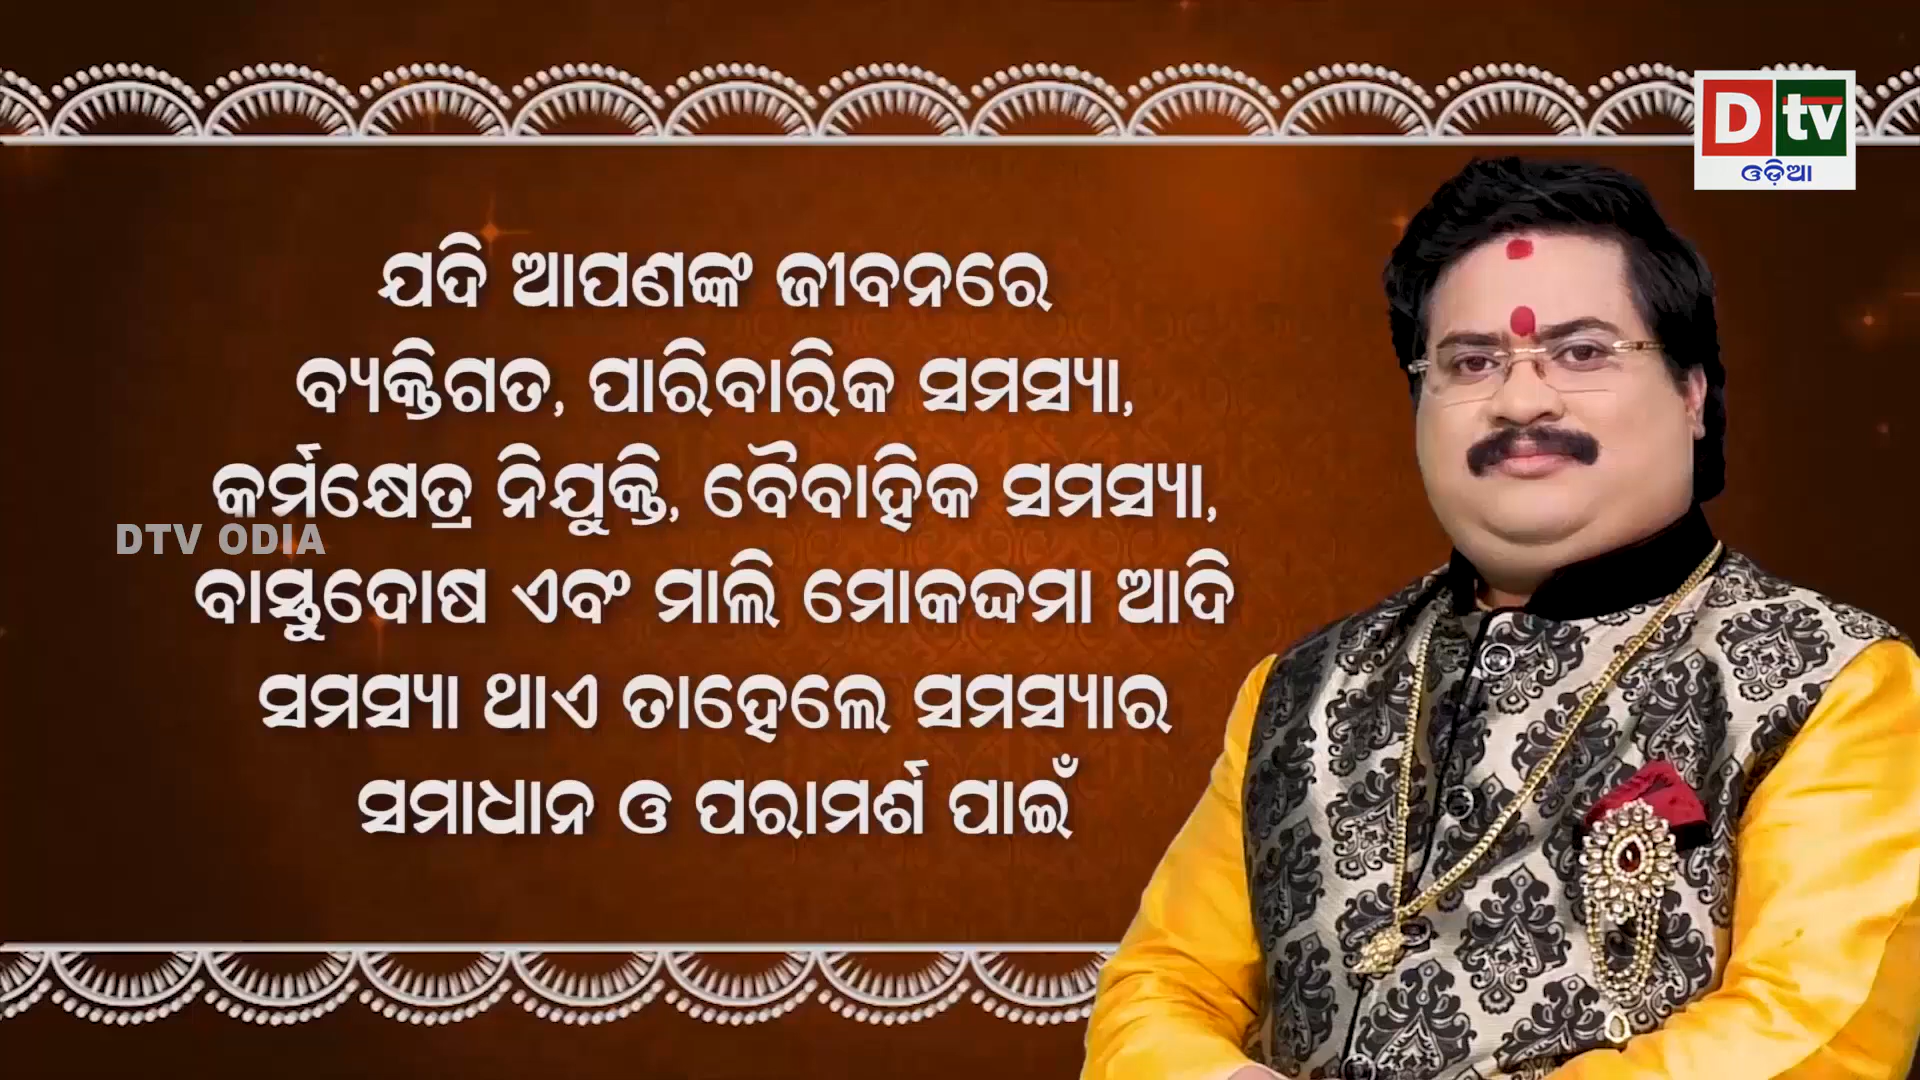 D tv
ଓଡ଼ିଆ
ଯଦି ଆପଣଙ୍କ ଜୀବନରେ
ବ୍ୟକ୍ତିଗତ, ପାରିବାରିକ ସମସ୍ୟା,
କର୍ମକ୍ଷେତ୍ର ନିଯୁକ୍ତି, ବୈବାହିକ ସମସ୍ୟା,
DTV ODIA
ବାସ୍ତୁଦୋଷ ଏବଂ ମାଲି ମୋକଦ୍ଦମା ଆଦି
ସମସ୍ୟା ଥାଏ ତାହେଲେ ସମସ୍ୟାର
ସମାଧାନ ଓ ପରାମର୍ଶ ପାଇଁ